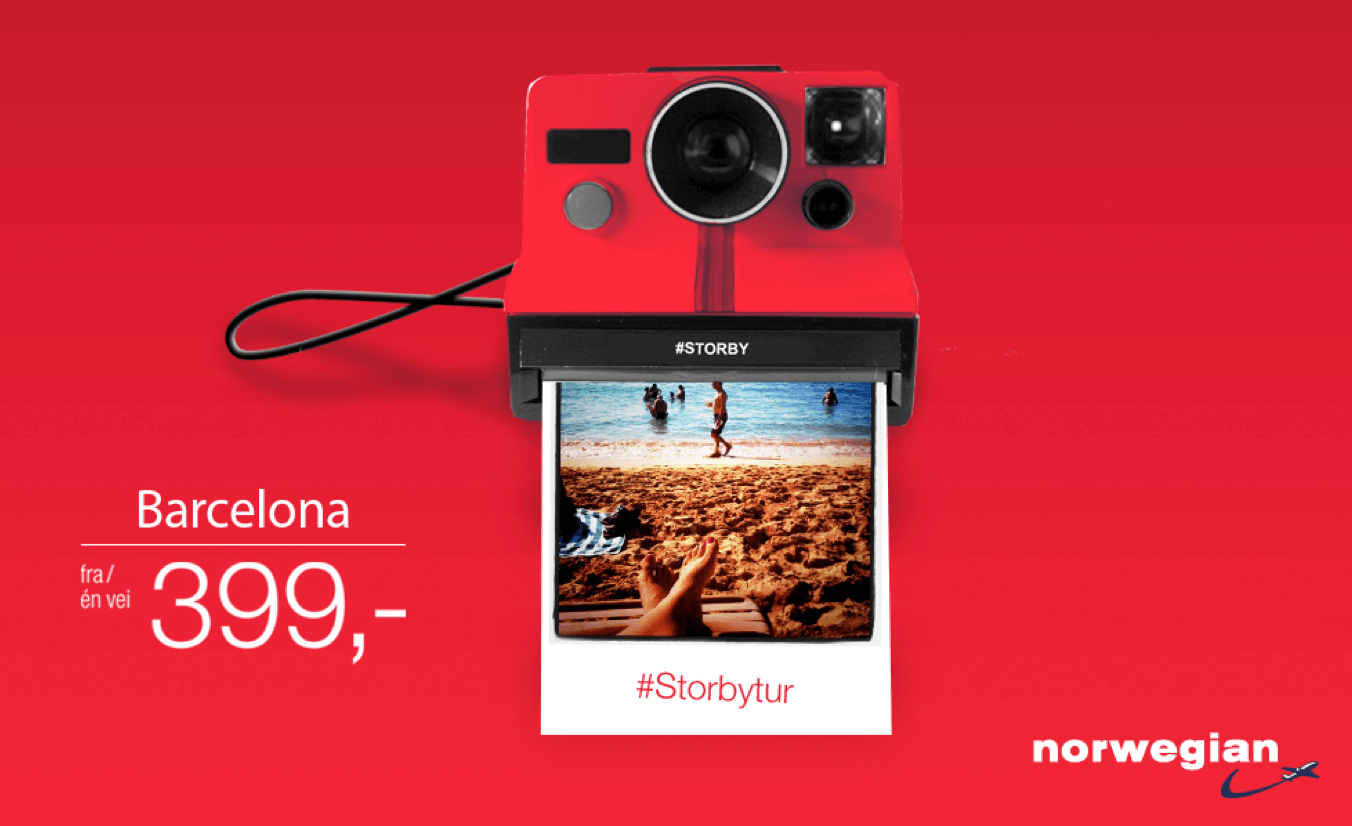 #STORBY
Barcelona
fra/
én vei
399,-
#Storbytur
norwegian